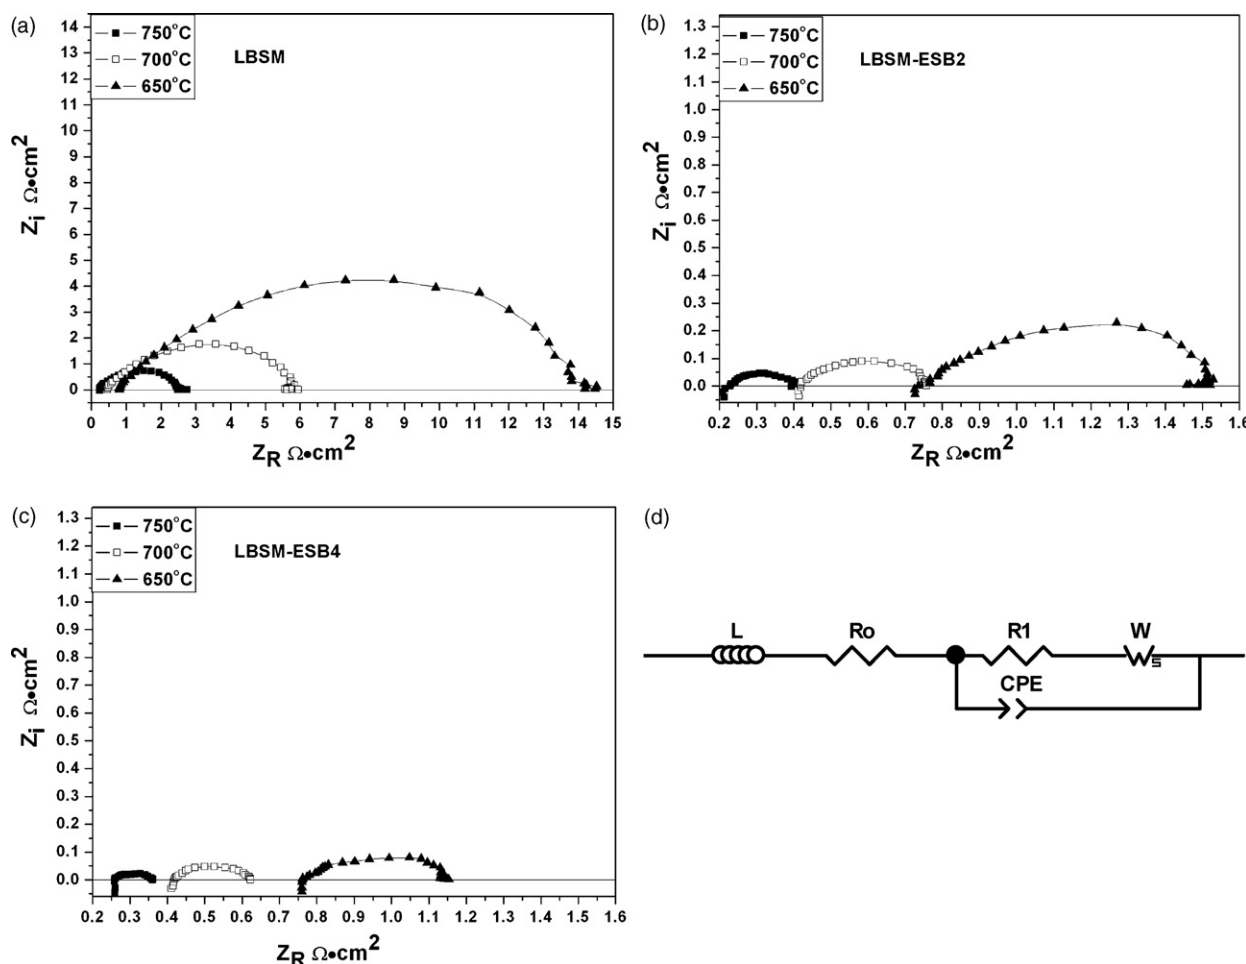 (a)
750°C
700°C
650°C
LBSM
Z_i Ω•cm²
14
13
12
11
10
9
8
7
6
5
4
3
2
1
0
0 1 2 3 4 5 6 7 8 9 10 11 12 13 14 15
Z_R Ω•cm²
(b)
750°C
700°C
650°C
LBSM-ESB2
Z_i Ω•cm²
1.3
1.2
1.1
1.0
0.9
0.8
0.7
0.6
0.5
0.4
0.3
0.2
0.1
0.0
0.2 0.3 0.4 0.5 0.6 0.7 0.8 0.9 1.0 1.1 1.2 1.3 1.4 1.5 1.6
Z_R Ω•cm²
(c)
750°C
700°C
650°C
LBSM-ESB4
Z_i Ω•cm²
1.3
1.2
1.1
1.0
0.9
0.8
0.7
0.6
0.5
0.4
0.3
0.2
0.1
0.0
0.2 0.3 0.4 0.5 0.6 0.7 0.8 0.9 1.0 1.1 1.2 1.3 1.4 1.5 1.6
Z_R Ω•cm²
(d)
L Ro R1 W
s
CPE